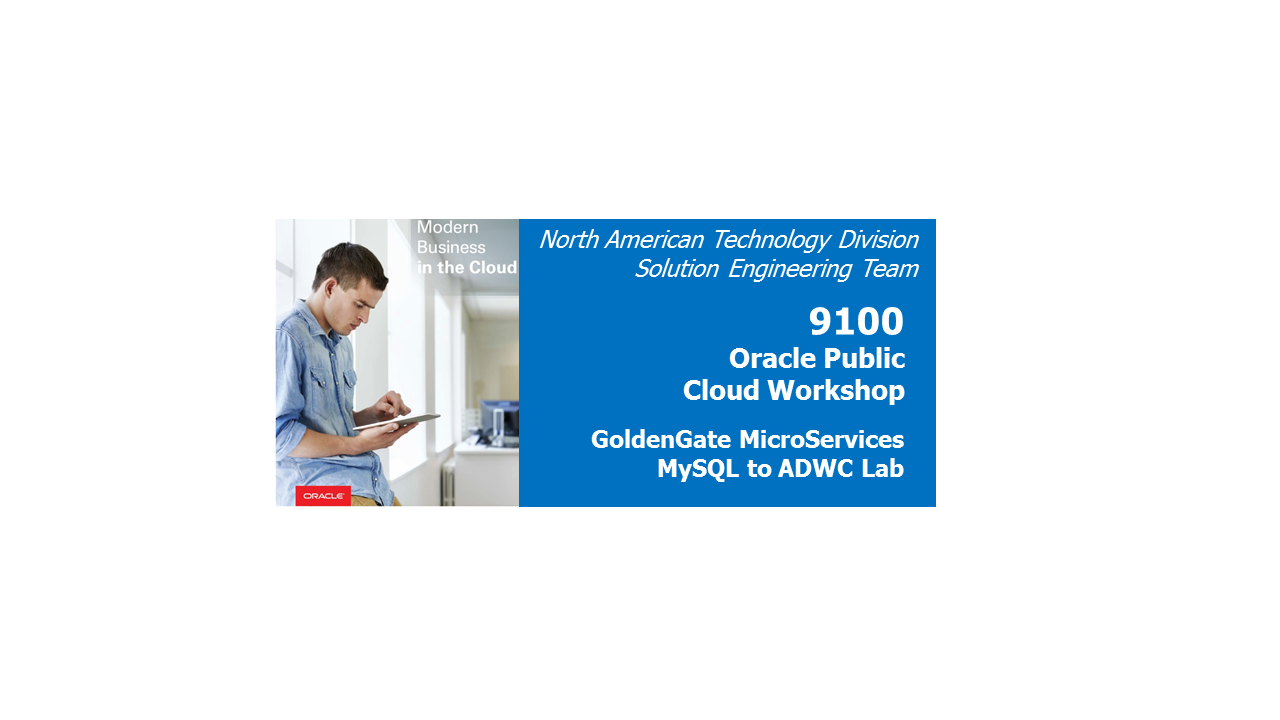 Modern
Business
in the Cloud
ORACLE
North American Technology Division
Solution Engineering Team
9100
Oracle Public
Cloud Workshop
GoldenGate MicroServices
MySQL to ADWC Lab